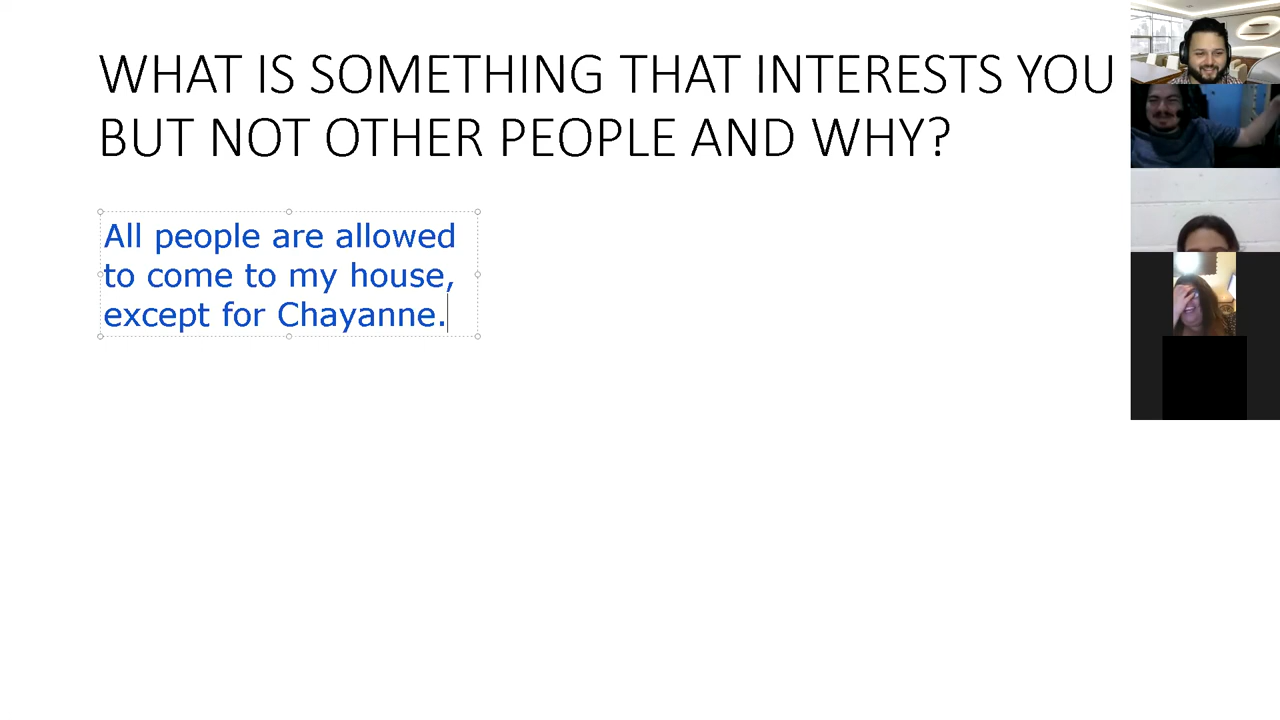 WHAT IS SOMETHING THAT INTERESTS YOU
BUT NOT OTHER PEOPLE AND WHY?
All people are allowed
to come to my house,
except for Chayanne.